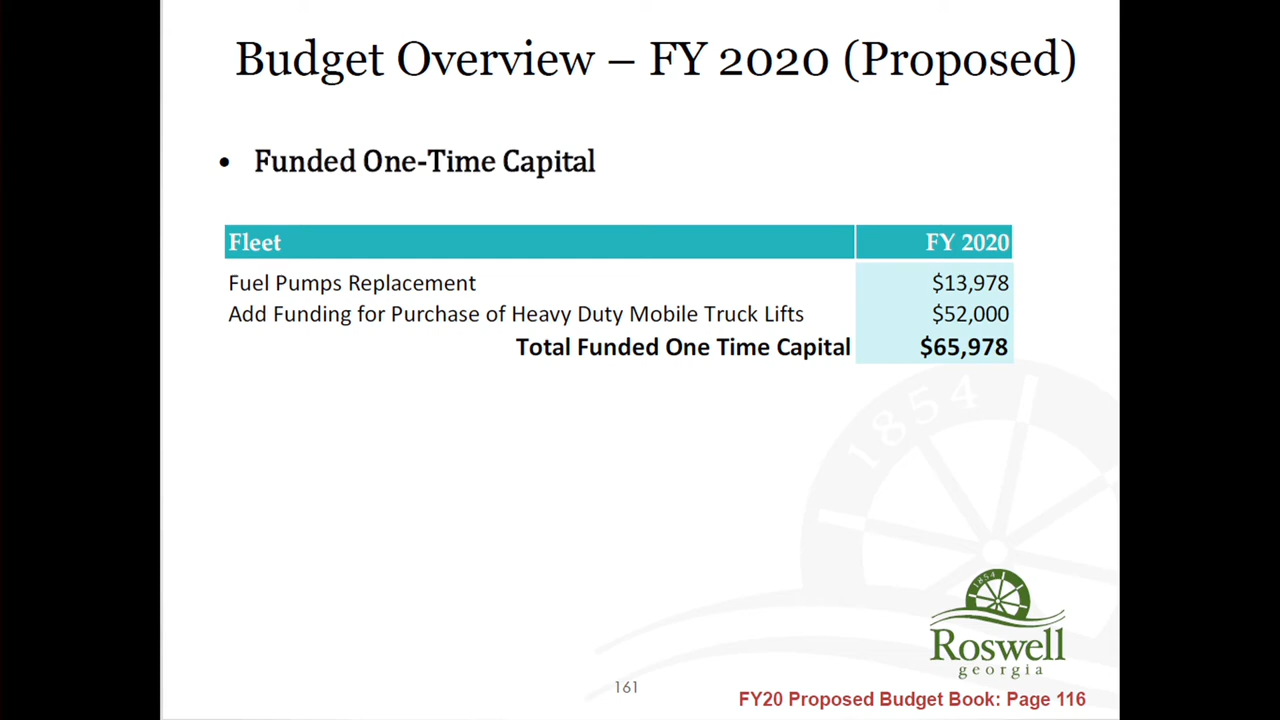 Budget Overview – FY 2020 (Proposed)
• Funded One-Time Capital
Fleet FY 2020
Fuel Pumps Replacement $13,978
Add Funding for Purchase of Heavy Duty Mobile Truck Lifts $52,000
Total Funded One Time Capital $65,978
1854
1854
Roswell
georgia
161
FY20 Proposed Budget Book: Page 116